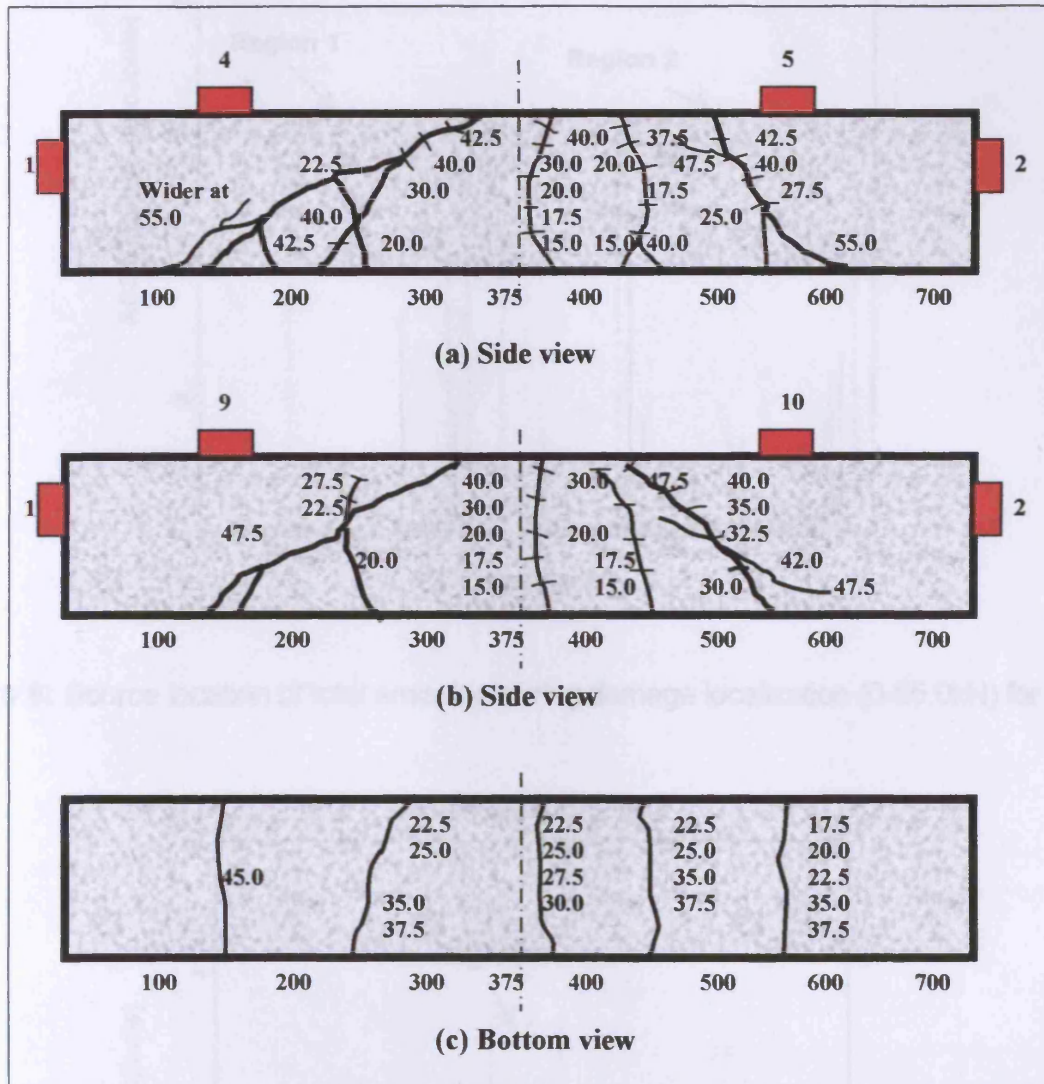 Region 1
Region 2
4 5
42.5 40.0 37.5 42.5
1 22.5 40.0 30.0 20.0 47.5 40.0 2
Wider at 30.0 20.0 17.5 27.5
55.0 40.0 17.5 25.0
42.5 20.0 15.0 15.0 40.0 55.0
100 200 300 375 400 500 600 700
(a) Side view
9 10
27.5 40.0 30.0 47.5 40.0
1 22.5 30.0 35.0 2
47.5 20.0 20.0 32.5
20.0 17.5 17.5 42.0
15.0 15.0 30.0 47.5
100 200 300 375 400 500 600 700
(b) Side view
Source location of total damage localisation for
22.5 22.5 22.5 17.5
25.0 25.0 25.0 20.0
45.0 27.5 22.5
35.0 30.0 35.0 35.0
37.5 37.5 37.5
100 200 300 375 400 500 600 700
(c) Bottom view